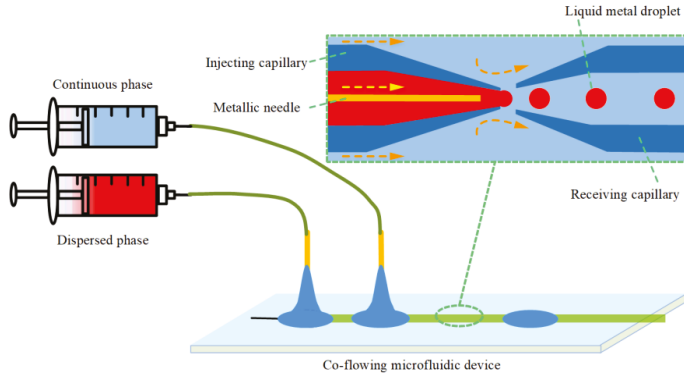 Liquid metal droplet
Injecting capillary
Continuous phase
Metallic needle
Receiving capillary
Dispersed phase
Co-flowing microfluidic device